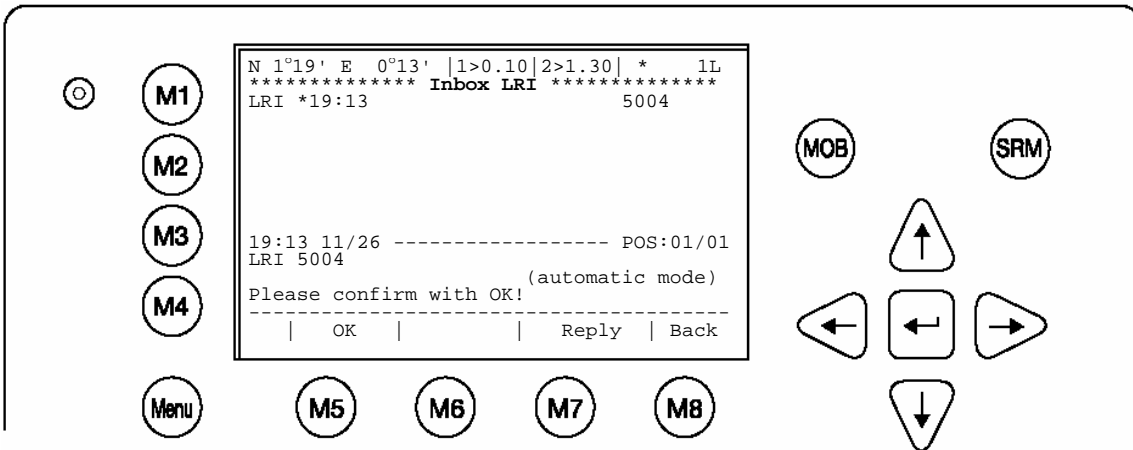 N 1°19' E 0°13' |1>0.10|2>1.30| * 1L
************** Inbox LRI **************
LRI *19:13 5004
M1
M2
M3
M4
MOB
SRM
19:13 11/26 ------------------ POS:01/01
LRI 5004
(automatic mode)
Please confirm with OK!
----------------------------------------
| OK | | Reply | Back
Menu
M5
M6
M7
M8